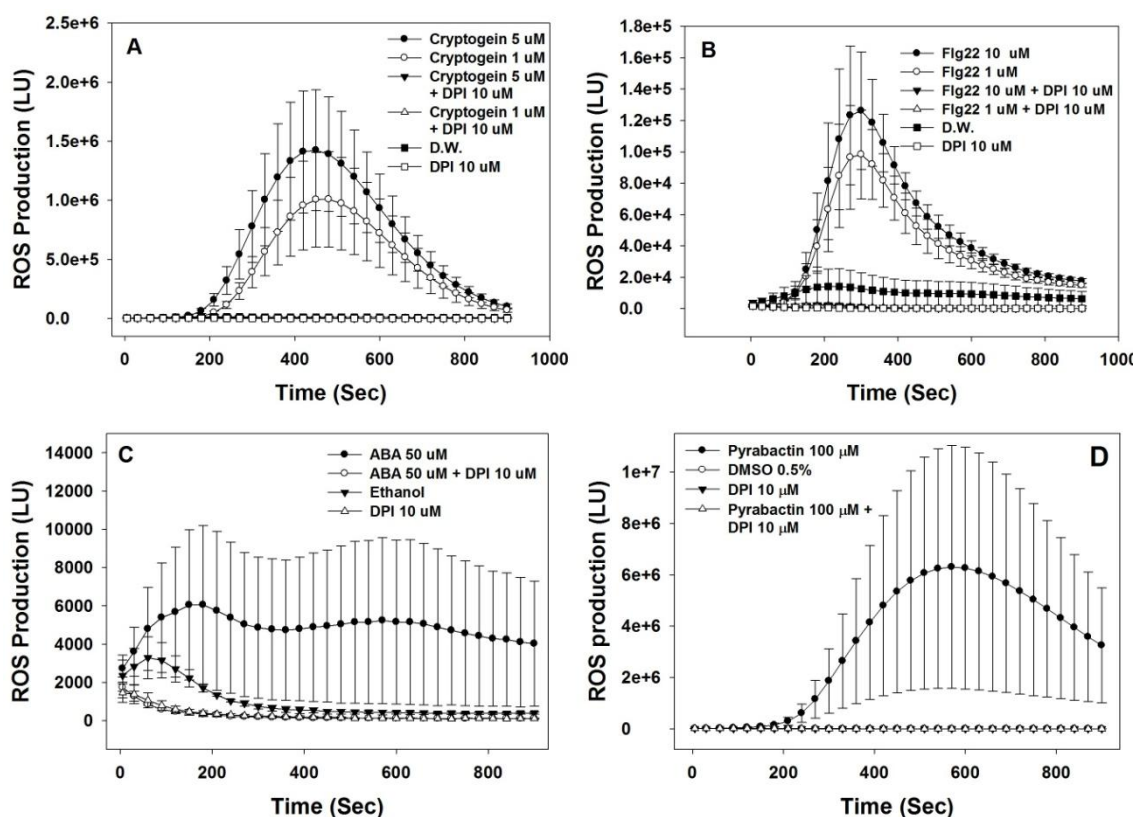 A
Cryptogein 5 uM
Cryptogein 1 uM
Cryptogein 5 uM
+ DPI 10 uM
Cryptogein 1 uM
+ DPI 10 uM
D.W.
DPI 10 uM
ROS Production (LU)
2.5e+6
2.0e+6
1.5e+6
1.0e+6
5.0e+5
0.0
0 200 400 600 800 1000
Time (Sec)
B
Flg22 10 uM
Flg22 1 uM
Flg22 10 uM + DPI 10 uM
Flg22 1 uM + DPI 10 uM
D.W.
DPI 10 uM
ROS Production (LU)
1.8e+5
1.6e+5
1.4e+5
1.2e+5
1.0e+5
8.0e+4
6.0e+4
4.0e+4
2.0e+4
0.0
0 200 400 600 800 1000
Time (Sec)
C
ABA 50 uM
ABA 50 uM + DPI 10 uM
Ethanol
DPI 10 uM
ROS Production (LU)
14000
12000
10000
8000
6000
4000
2000
0
0 200 400 600 800
Time (Sec)
D
Pyrabactin 100 μM
DMSO 0.5%
DPI 10 μM
Pyrabactin 100 μM +
DPI 10 μM
ROS production (LU)
1e+7
8e+6
6e+6
4e+6
2e+6
0
0 200 400 600 800
Time (Sec)